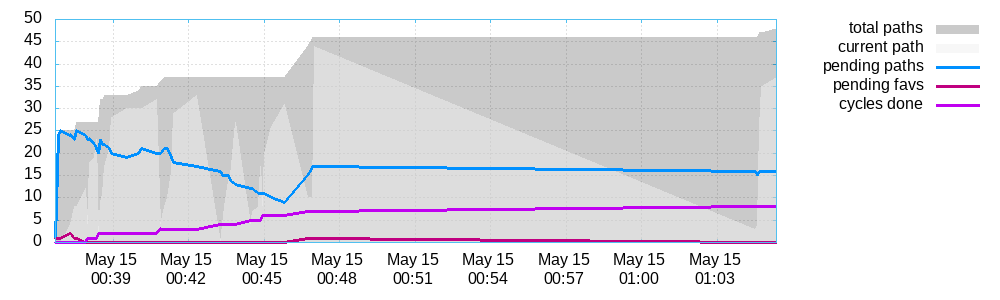 50
45
40
35
30
25
20
15
10
5
0
May 15 May 15 May 15 May 15 May 15 May 15 May 15 May 15 May 15
00:39 00:42 00:45 00:48 00:51 00:54 00:57 01:00 01:03
total paths
current path
pending paths
pending favs
cycles done